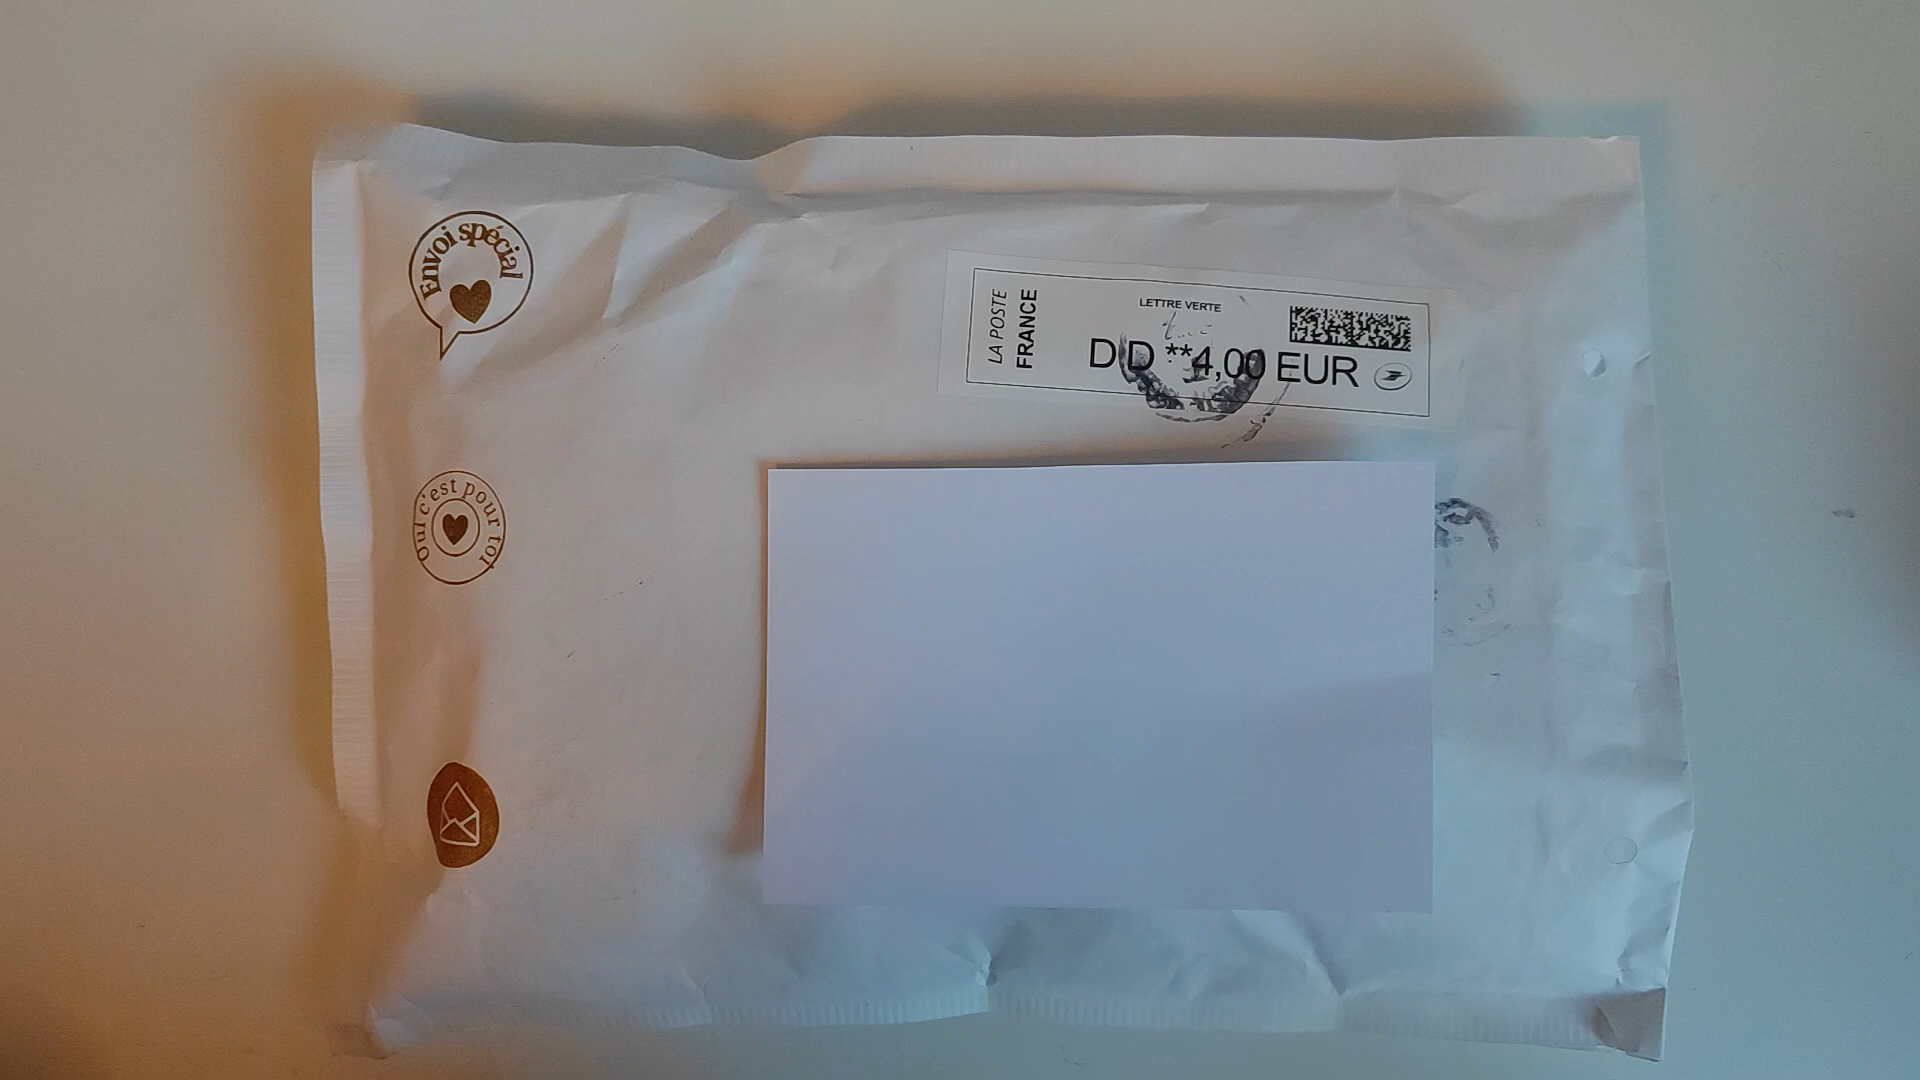 Envoi spécial
LA POSTE
FRANCE
LETTRE VERTE
DD **4,00 EUR
Oui c'est pour toi